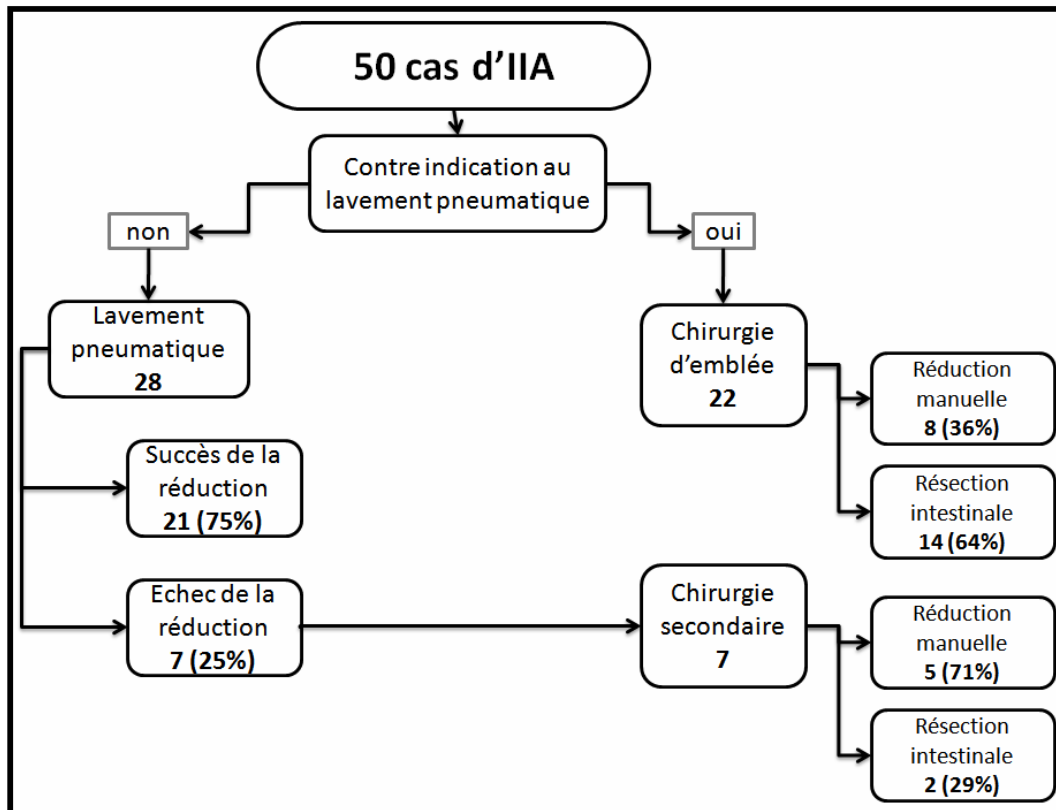 50 cas d’IIA
Contre indication au
lavement pneumatique
non
oui
Lavement
pneumatique
28
Chirurgie
d’emblée
22
Réduction
manuelle
8 (36%)
Résection
intestinale
14 (64%)
Succès de la
réduction
21 (75%)
Echec de la
réduction
7 (25%)
Chirurgie
secondaire
7
Réduction
manuelle
5 (71%)
Résection
intestinale
2 (29%)